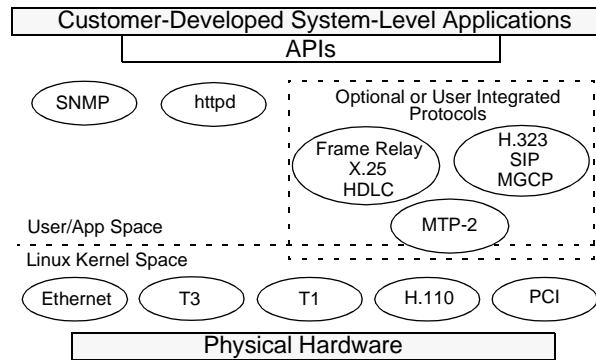 Customer-Developed System-Level Applications
APIs
SNMP
httpd
Optional or User Integrated
Protocols
Frame Relay
X.25
HDLC
H.323
SIP
MGCP
MTP-2
User/App Space
Linux Kernel Space
Ethernet
T3
T1
H.110
PCI
Physical Hardware